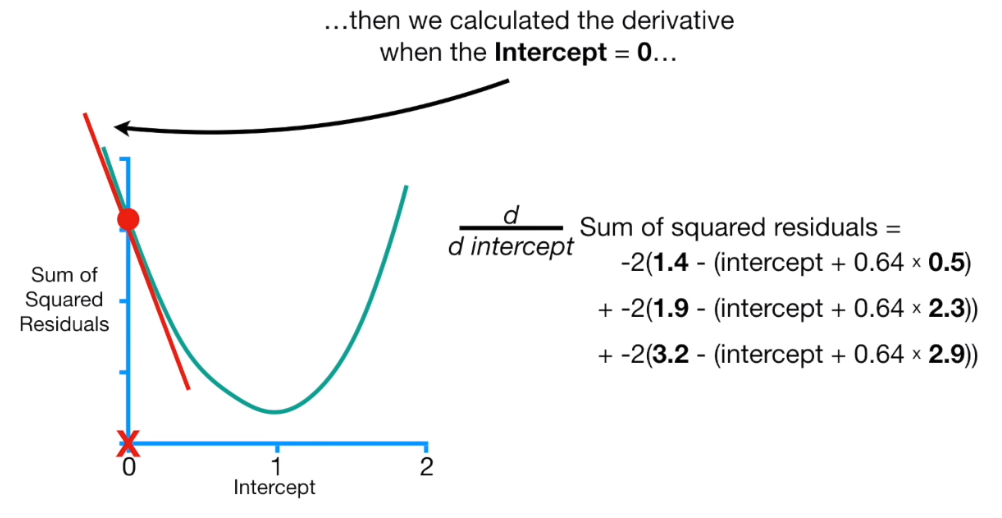 …then we calculated the derivative
when the Intercept = 0…
d
d intercept
Sum of squared residuals =
-2(1.4 - (intercept + 0.64 × 0.5)
+ -2(1.9 - (intercept + 0.64 × 2.3))
+ -2(3.2 - (intercept + 0.64 × 2.9))
Sum of
Squared
Residuals
X
0
1
2
Intercept